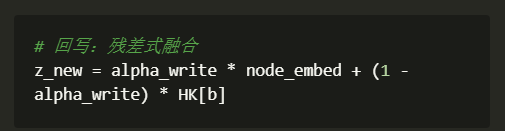 # 回写：残差式融合
z_new = alpha_write * node_embed + (1 -
alpha_write) * HK[b]